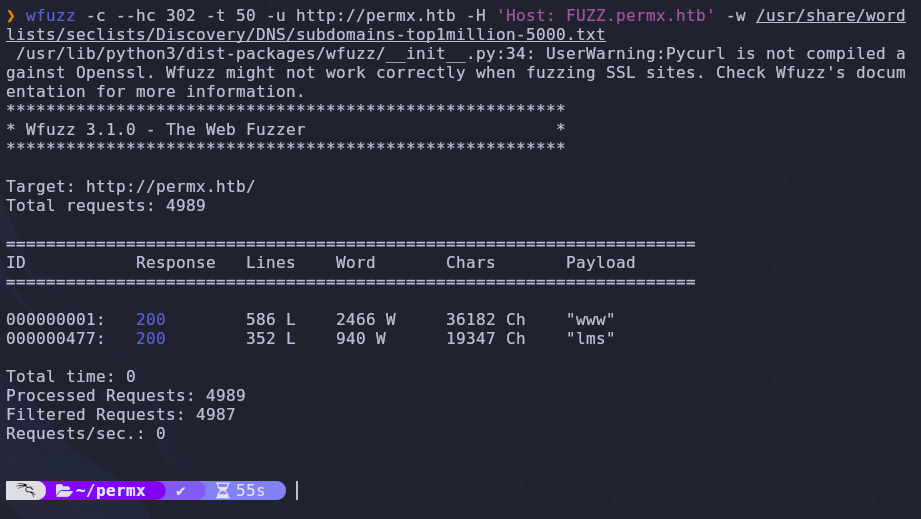 ❯ wfuzz -c --hc 302 -t 50 -u http://permx.htb -H 'Host: FUZZ.permx.htb' -w /usr/share/word
lists/seclists/Discovery/DNS/subdomains-top1million-5000.txt
 /usr/lib/python3/dist-packages/wfuzz/__init__.py:34: UserWarning:Pycurl is not compiled a
gainst Openssl. Wfuzz might not work correctly when fuzzing SSL sites. Check Wfuzz's docum
entation for more information.
********************************************************
* Wfuzz 3.1.0 - The Web Fuzzer                         *
********************************************************
Target: http://permx.htb/
Total requests: 4989
=====================================================================
ID           Response   Lines    Word       Chars       Payload
=====================================================================
000000001:   200        586 L    2466 W     36182 Ch    "www"
000000477:   200        352 L    940 W      19347 Ch    "lms"
Total time: 0
Processed Requests: 4989
Filtered Requests: 4987
Requests/sec.: 0
~/permx ✔ 55s